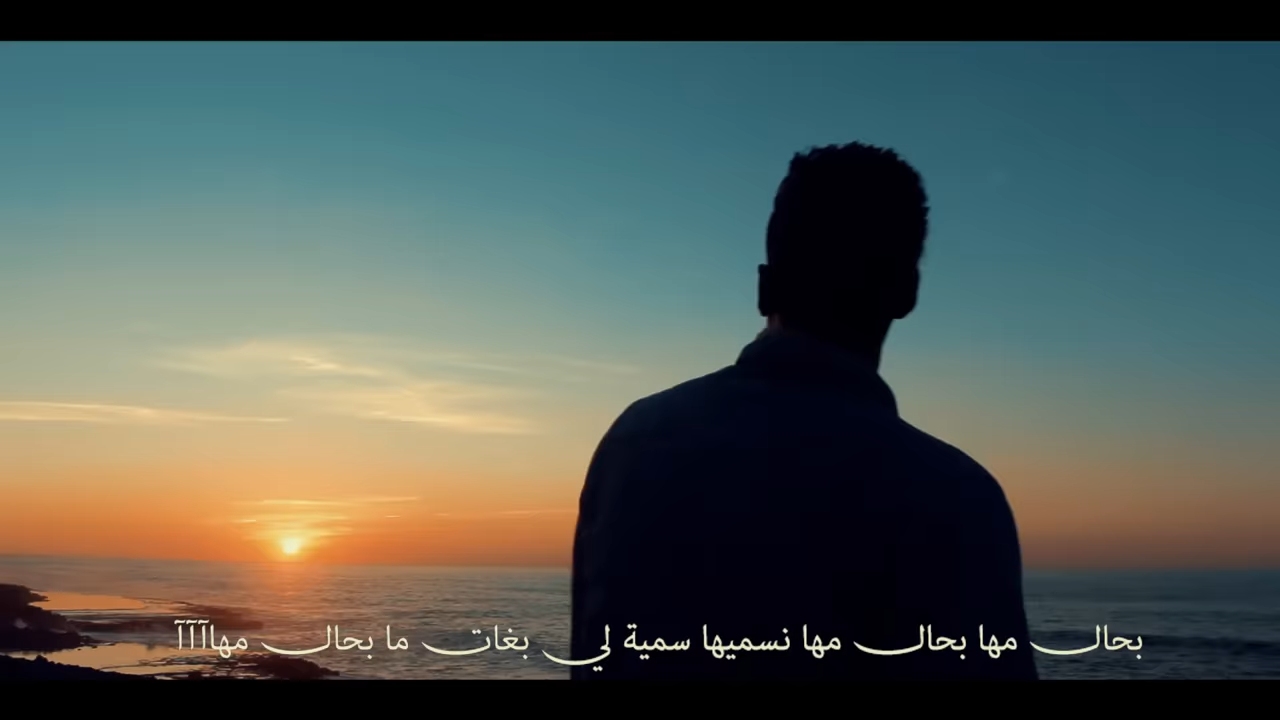 بحال مها بحال مها نسميها سمية لي بغات ما بحال مهاآآآ